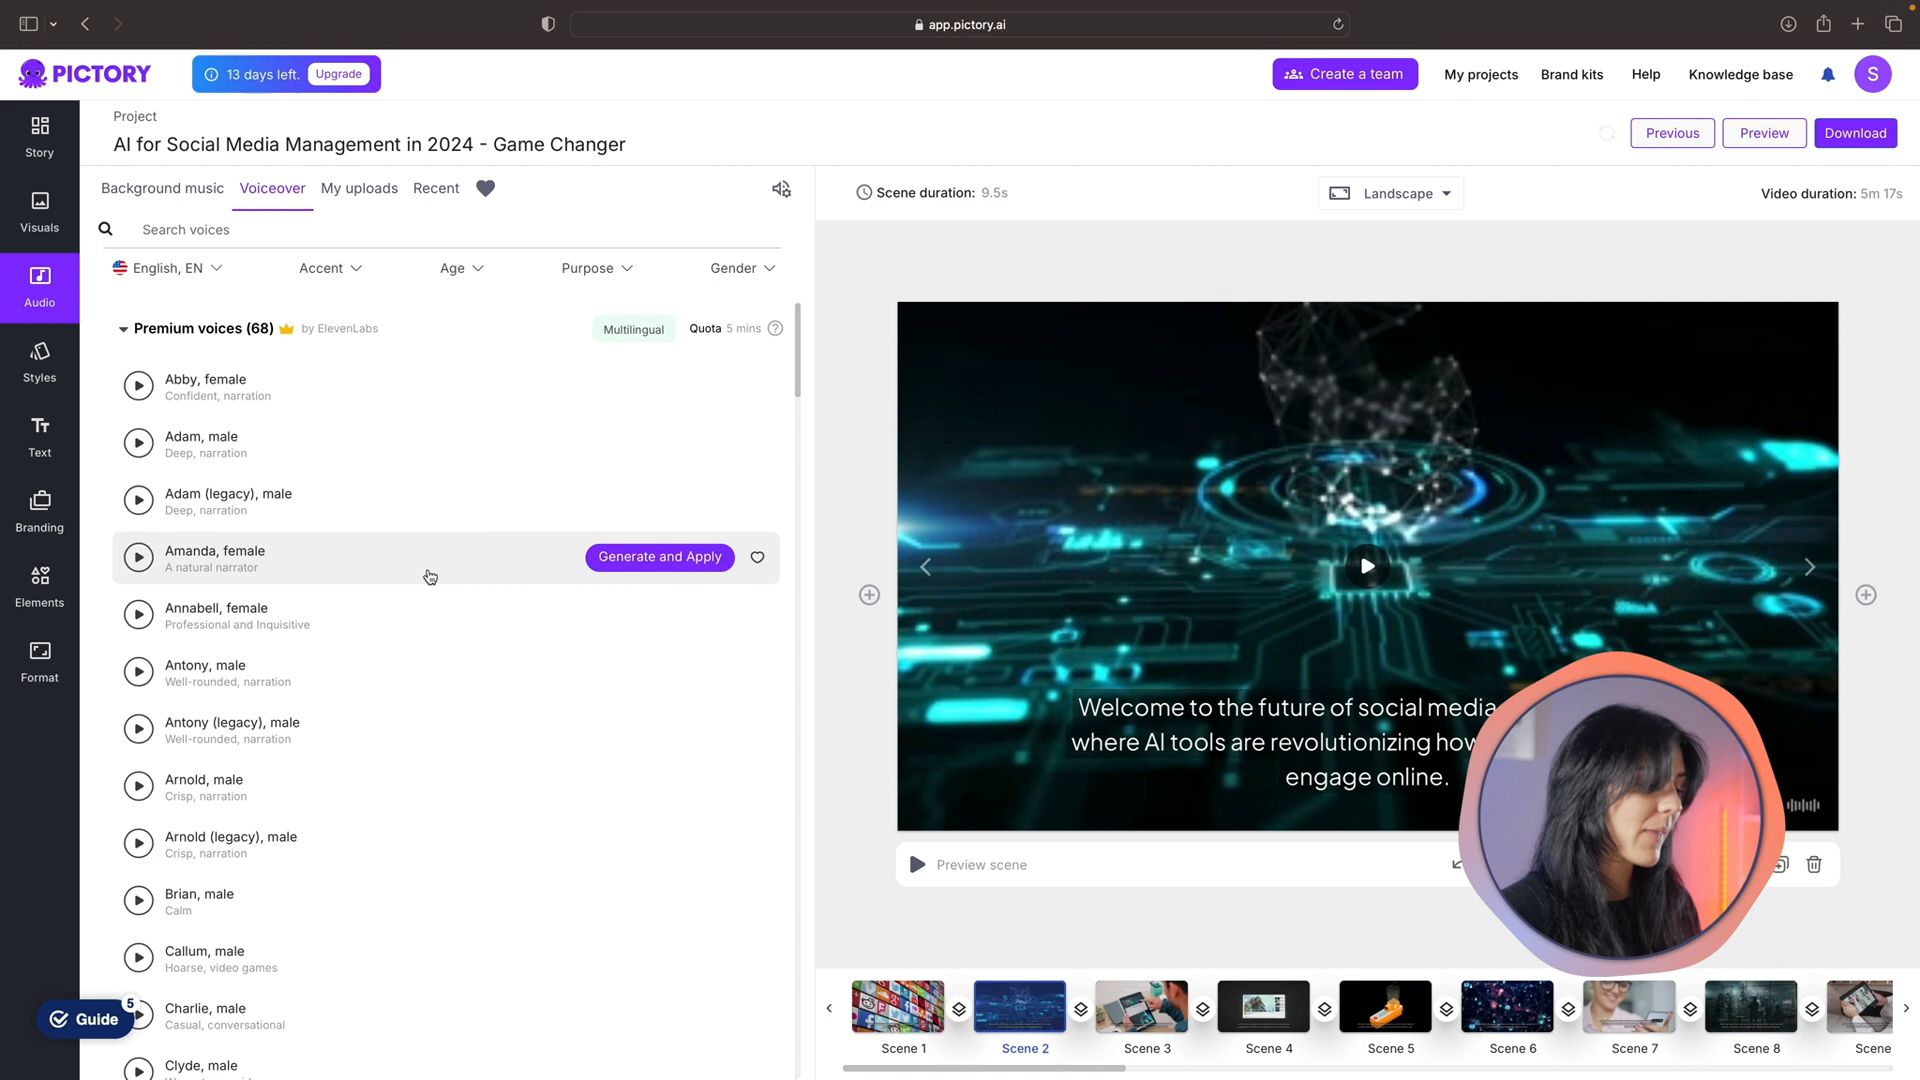 app.pictory.ai
PICTORY
13 days left. Upgrade
Create a team
My projects
Brand kits
Help
Knowledge base
S
Project
AI for Social Media Management in 2024 - Game Changer
Previous
Preview
Download
Story
Visuals
Audio
Styles
Text
Branding
Elements
Format
Background music
Voiceover
My uploads
Recent
Search voices
English, EN
Accent
Age
Purpose
Gender
Premium voices (68) by ElevenLabs
Multilingual
Quota 5 mins
Abby, female
Confident, narration
Adam, male
Deep, narration
Adam (legacy), male
Deep, narration
Amanda, female
A natural narrator
Generate and Apply
Annabell, female
Professional and Inquisitive
Antony, male
Well-rounded, narration
Antony (legacy), male
Well-rounded, narration
Arnold, male
Crisp, narration
Arnold (legacy), male
Crisp, narration
Brian, male
Calm
Callum, male
Hoarse, video games
Charlie, male
Casual, conversational
Clyde, male
Guide
5
Scene duration: 9.5s
Landscape
Video duration: 5m 17s
Welcome to the future of social media
where AI tools are revolutionizing how
engage online.
Preview scene
Scene 1
Scene 2
Scene 3
Scene 4
Scene 5
Scene 6
Scene 7
Scene 8
Scene